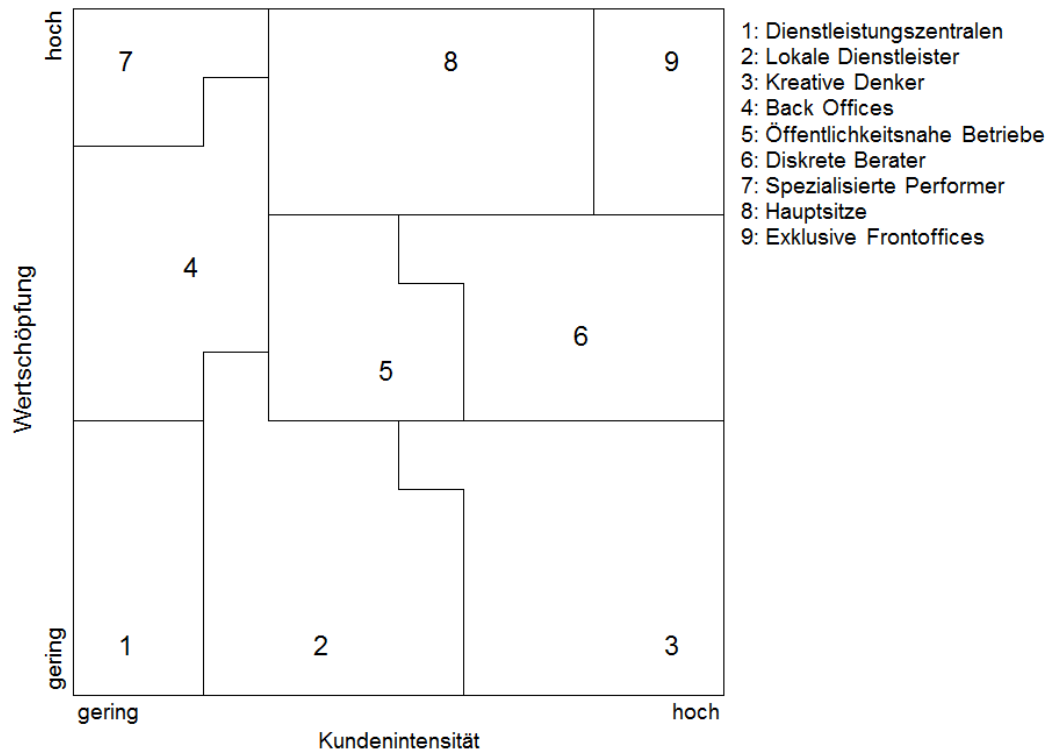 hoch
7
8
9
4
Wertschöpfung
6
5
gering
1
2
3
gering
hoch
Kundenintensität
1: Dienstleistungszentralen
2: Lokale Dienstleister
3: Kreative Denker
4: Back Offices
5: Öffentlichkeitsnahe Betriebe
6: Diskrete Berater
7: Spezialisierte Performer
8: Hauptsitze
9: Exklusive Frontoffices